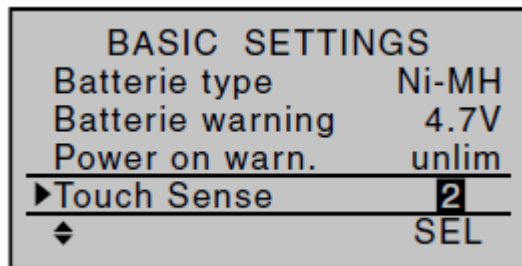 BASIC SETTINGS
Batterie type Ni-MH
Batterie warning 4.7V
Power on warn. unlim
Touch Sense 2
SEL